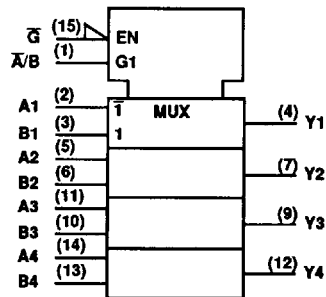 G̅ (15) EN
A̅/B (1) G1
A1 (2) 1̅ MUX (4) Y1
B1 (3) 1
A2 (5)
(7) Y2
B2 (6)
A3 (11)
(9) Y3
B3 (10)
A4 (14)
(12) Y4
B4 (13)